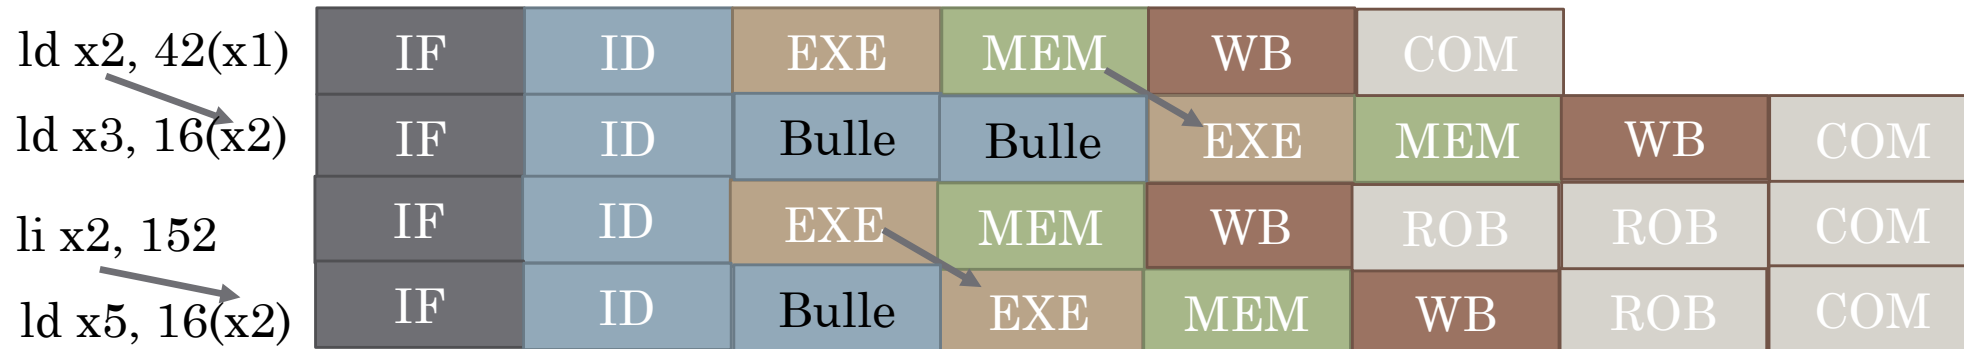 ld x2, 42(x1) IF ID EXE MEM WB COM
ld x3, 16(x2) IF ID Bulle Bulle EXE MEM WB COM
li x2, 152 IF ID EXE MEM WB ROB ROB COM
ld x5, 16(x2) IF ID Bulle EXE MEM WB ROB COM